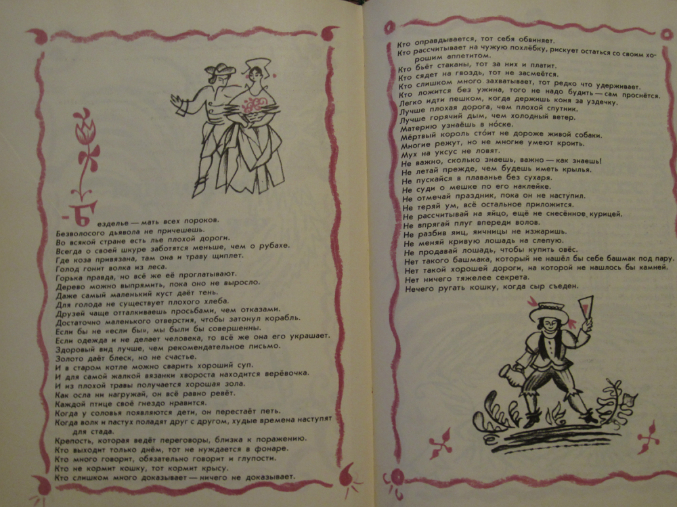 Безделье — мать всех пороков.
Безволосого дьявола не причешешь.
Во всякой стране есть лье плохой дороги.
Всегда о своей шкуре заботятся меньше, чем о рубахе.
Где коза привязана, там она и траву щиплет.
Голод гонит волка из леса.
Горька правда, но всё же её проглатывают.
Дерево можно выпрямить, пока оно не выросло.
Даже самый маленький куст даёт тень.
Для голода не существует плохого хлеба.
Друзей чаще отталкиваешь просьбами, чем отказами.
Достаточно маленького отверстия, чтобы затонул корабль.
Если бы не «если бы», мы были бы совершенны.
Если одежда и не делает человека, то всё же она его украшает.
Здоровый вид лучше, чем рекомендательное письмо.
Золото даёт блеск, но не счастье.
И в старом котле можно сварить хороший суп.
И для самой жалкой вязанки хвороста находится верёвочка.
И из плохой травы получается хорошая зола.
Как осла ни нагружай, он всё равно ревёт.
Каждой птице своё гнездо нравится.
Когда у соловья появляются дети, он перестаёт петь.
Когда волк и пастух поладят друг с другом, худые времена наступят
для стада.
Крепость, которая ведёт переговоры, близка к поражению.
Кто выходит только днём, тот не нуждается в фонаре.
Кто много говорит, обязательно говорит и глупости.
Кто не кормит кошку, тот кормит крысу.
Кто слишком много доказывает — ничего не доказывает.
Кто оправдывается, тот себя обвиняет.
Кто рассчитывает на чужую похлёбку, рискует остаться со своим хо-
рошим аппетитом.
Кто бьёт стаканы, тот за них и платит.
Кто сядет на гвоздь, тот не засмеётся.
Кто слишком много захватывает, тот редко что удерживает.
Кто ложится без ужина, того не надо будить — сам проснётся.
Легко идти пешком, когда держишь коня за уздечку.
Лучше плохая дорога, чем плохой спутник.
Лучше горячий дым, чем холодный ветер.
Материю узнаёшь в но́ске.
Мёртвый король сто́ит не дороже живой собаки.
Многие режут, но не многие умеют кроить.
Мух на уксус не ловят.
Не важно, сколько знаешь, важно — как знаешь!
Не летай прежде, чем будешь иметь крылья.
Не пускайся в плаванье без сухаря.
Не суди о мешке по его наклейке.
Не отмечай праздник, пока он не наступил.
Не теряй ум, всё остальное приложится.
Не рассчитывай на яйцо, ещё не снесённое курицей.
Не впрягай плуг впереди волов.
Не разбив яиц, яичницы не изжаришь.
Не меняй кривую лошадь на слепую.
Не продавай лошадь, чтобы купить овёс.
Нет такого башмака, который не нашёл бы себе башмак под пару.
Нет такой хорошей дороги, на которой не нашлось бы камней.
Нет ничего тяжелее секрета.
Нечего ругать кошку, когда сыр съеден.